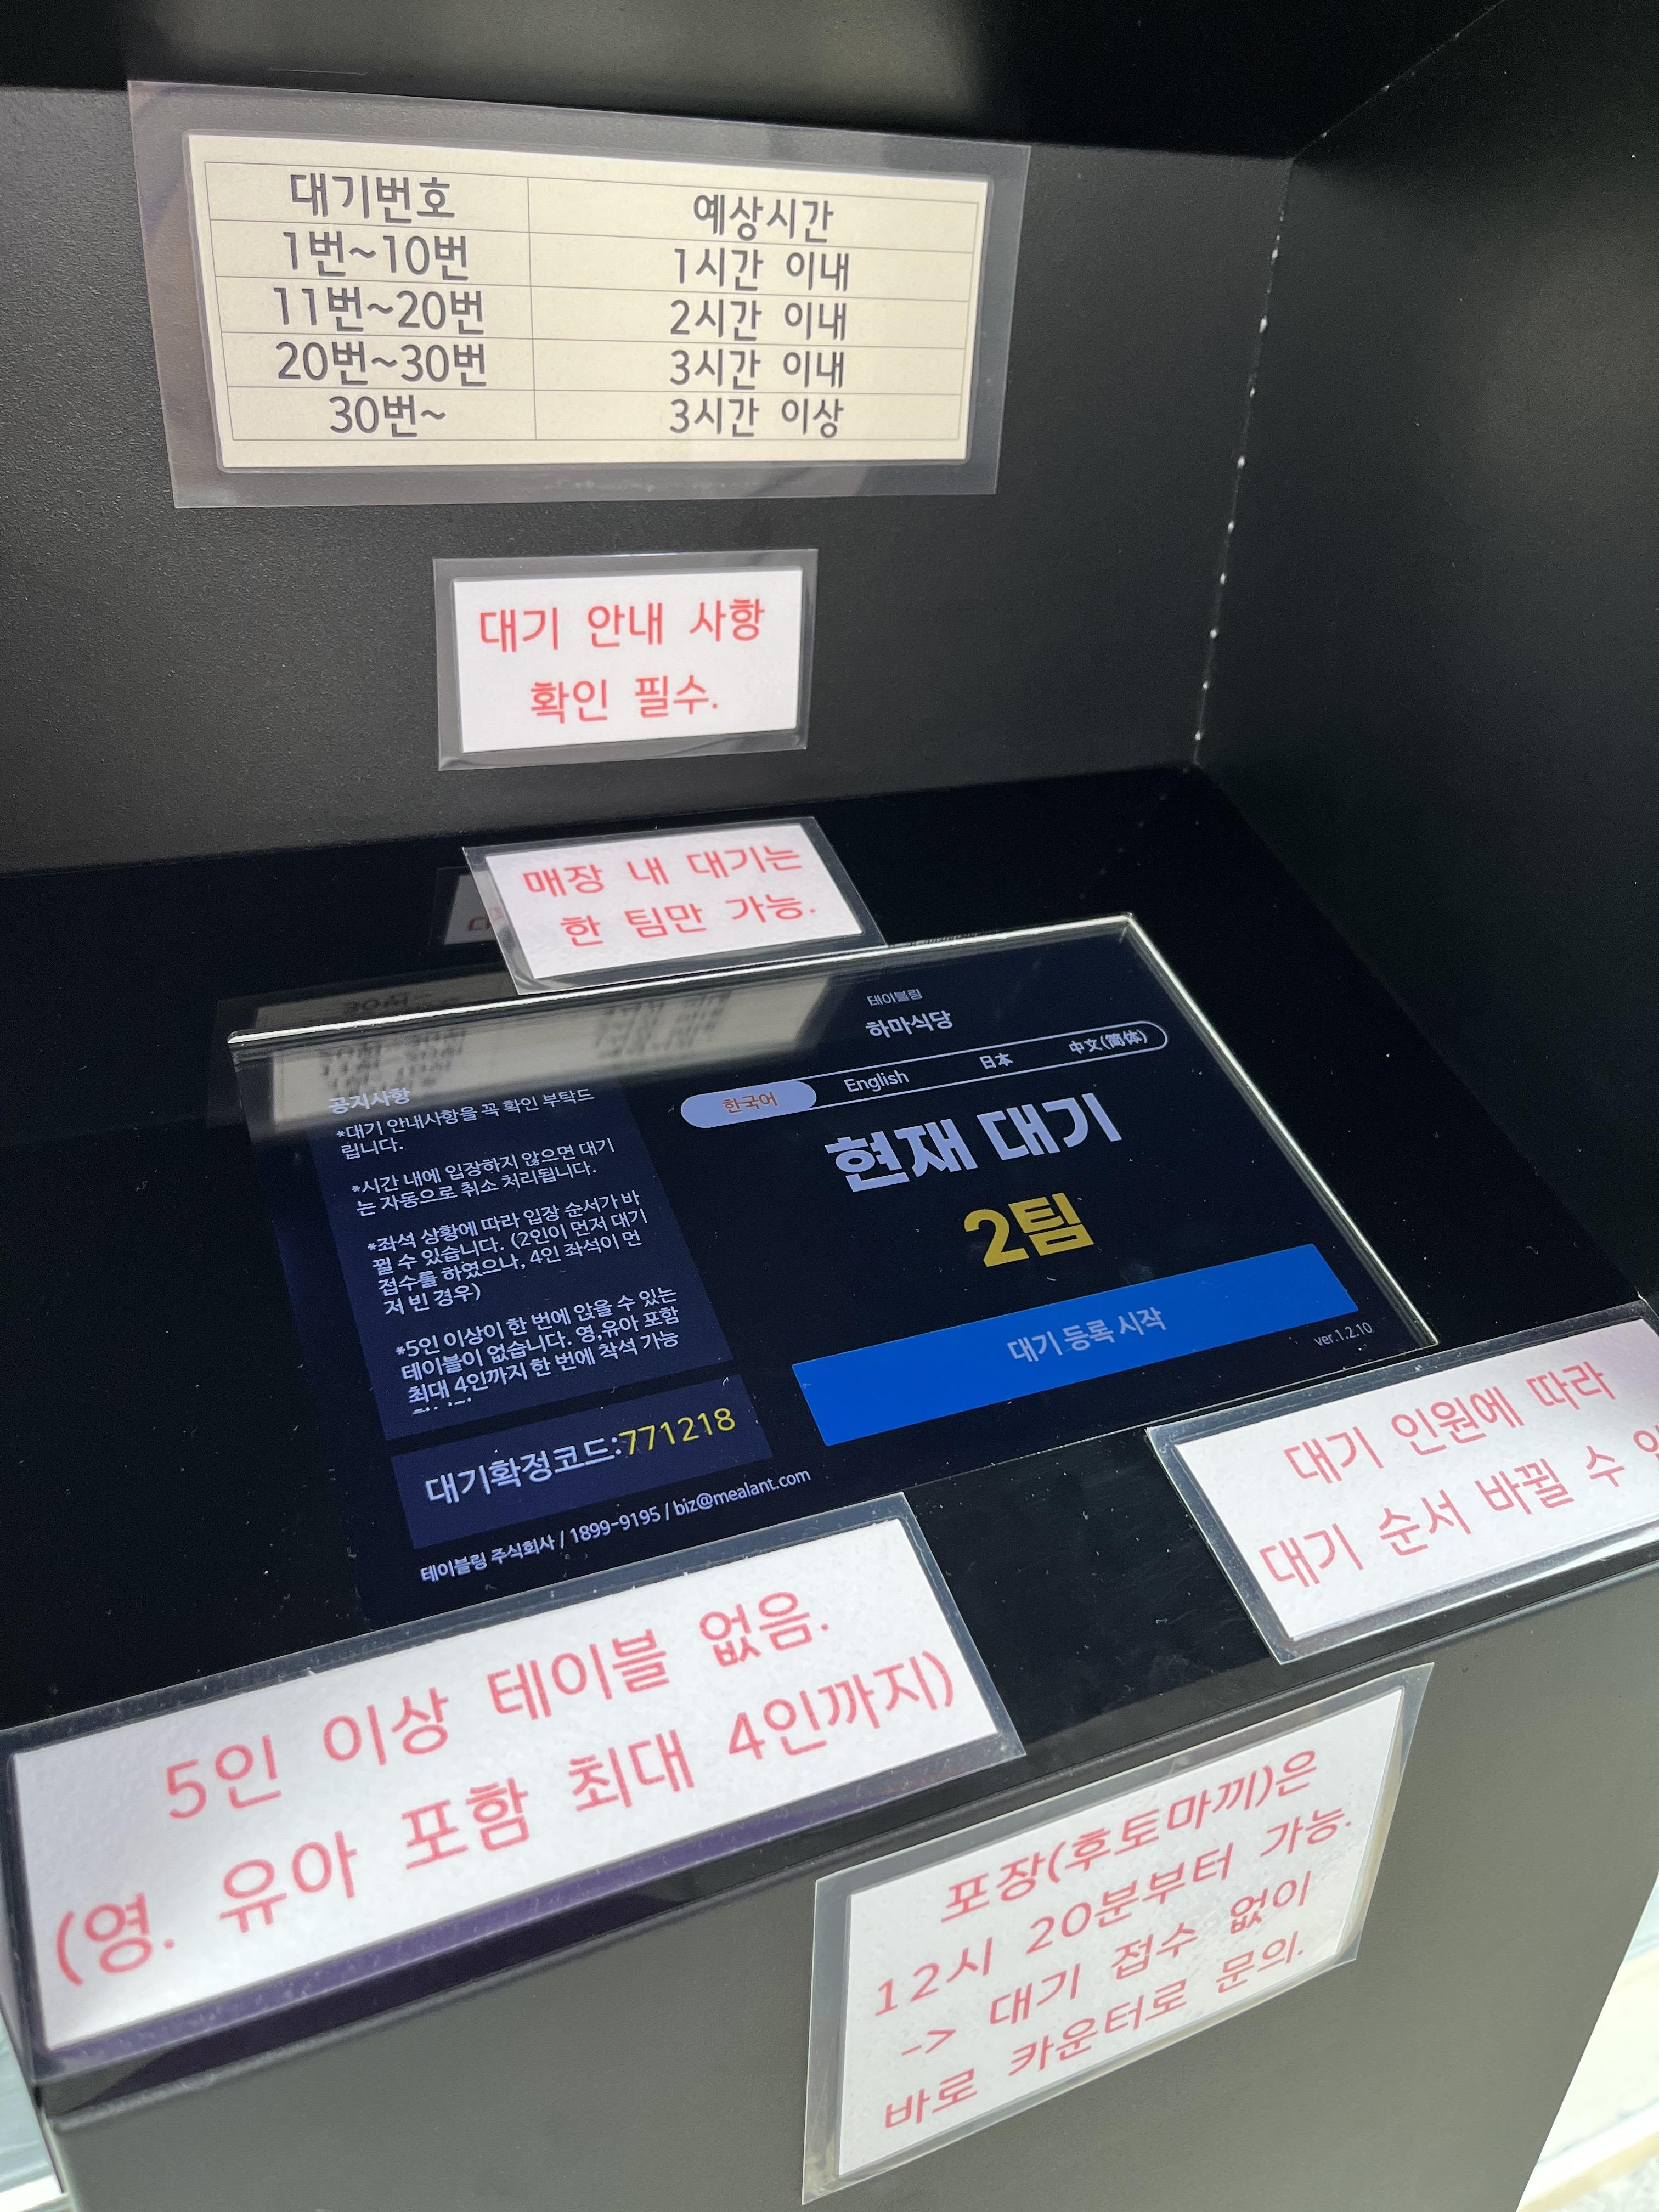 대기번호 예상시간
1번~10번 1시간 이내
11번~20번 2시간 이내
20번~30번 3시간 이내
30번~ 3시간 이상
대기 안내 사항
확인 필수.
매장 내 대기는
한 팀만 가능.
테이블링
하마식당
한국어 English 日本 中文(简体)
현재 대기
2팀
대기 등록 시작
ver.1.2.10
공지사항
*대기 안내사항을 꼭 확인 부탁드
립니다.
*시간 내에 입장하지 않으면 대기
는 자동으로 취소 처리됩니다.
*좌석 상황에 따라 입장 순서가 바
뀔 수 있습니다. (2인이 먼저 대기
접수를 하였으나, 4인 좌석이 먼
저 빈 경우)
*5인 이상이 한 번에 앉을 수 있는
테이블이 없습니다. 영,유아 포함
최대 4인까지 한 번에 착석 가능
대기확정코드:771218
테이블링 주식회사 / 1899-9195 / biz@mealant.com
대기 인원에 따라
대기 순서 바뀔 수
5인 이상 테이블 없음.
(영. 유아 포함 최대 4인까지)
포장(후토마끼)은
12시 20분부터 가능.
-> 대기 접수 없이
바로 카운터로 문의.